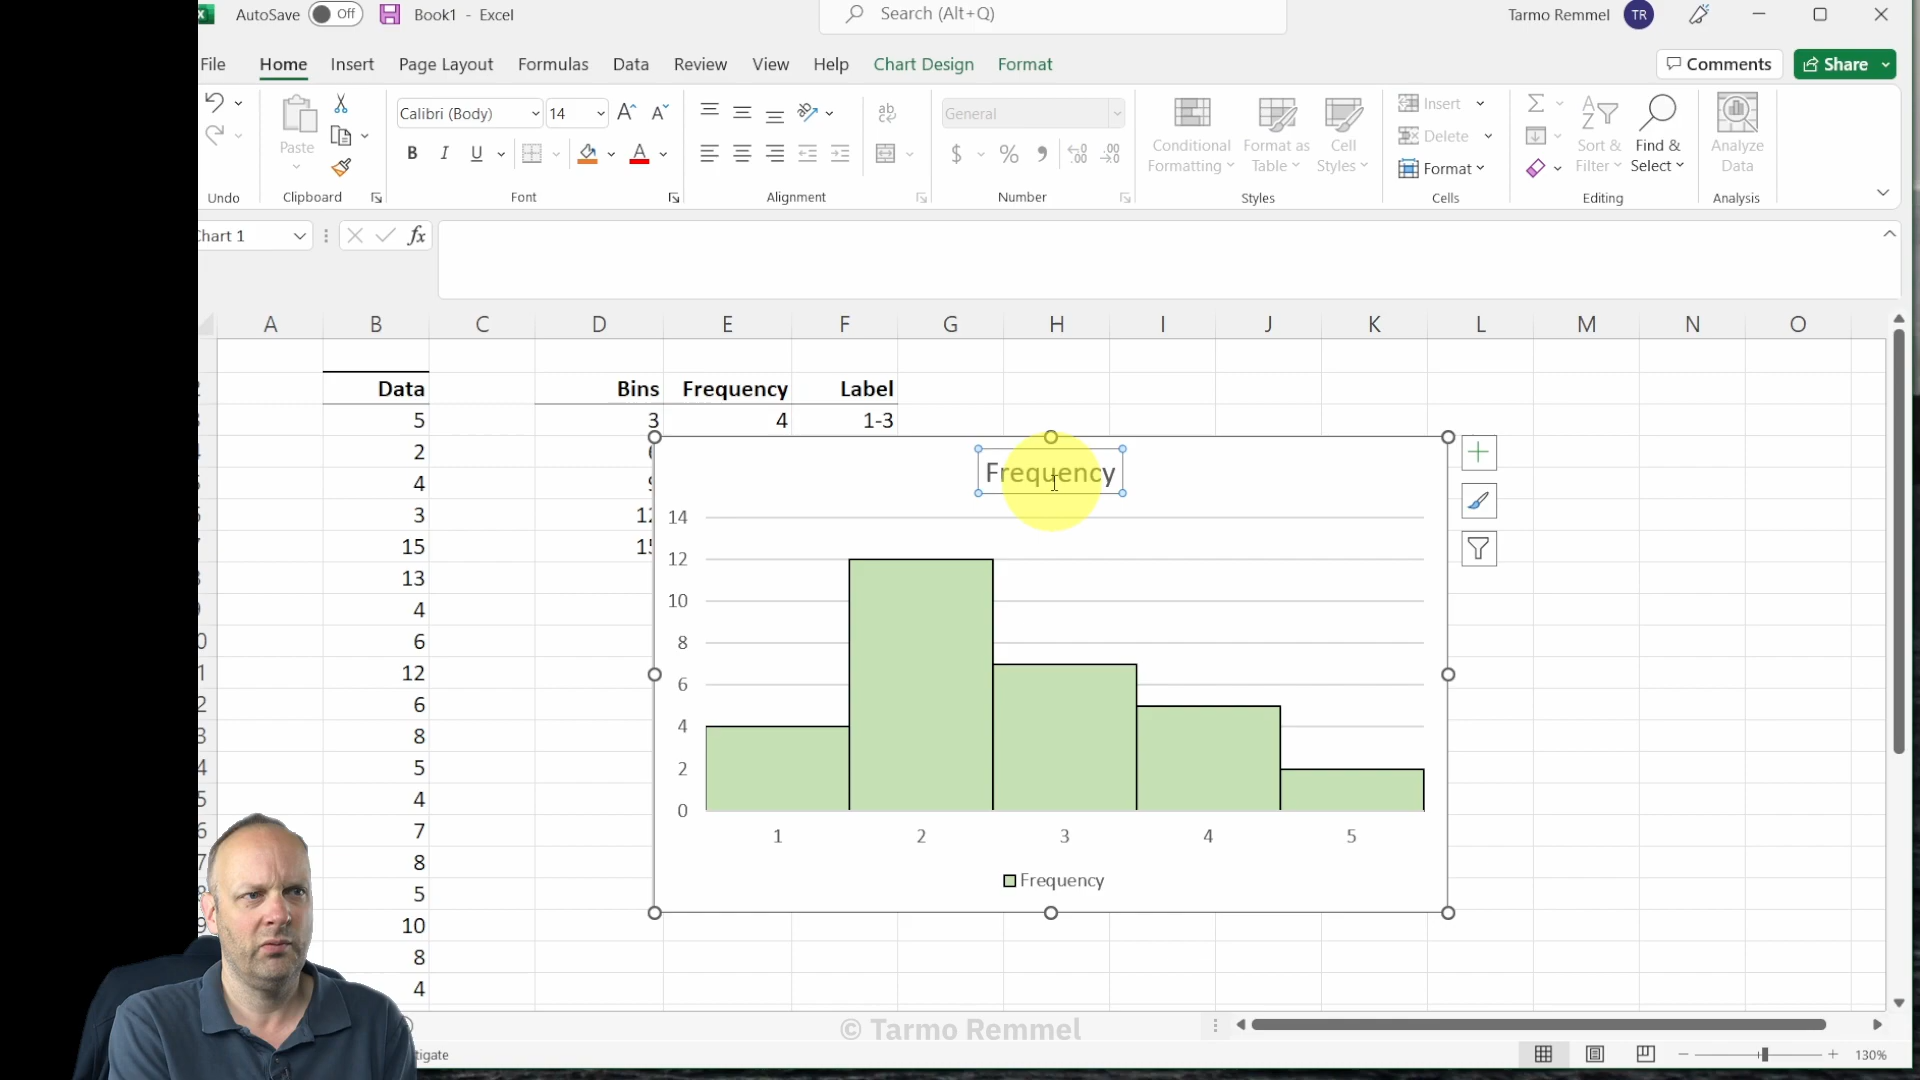 AutoSave Off Book1 - Excel Search (Alt+Q) Tarmo Remmel TR
File Home Insert Page Layout Formulas Data Review View Help Chart Design Format Comments Share
Calibri (Body) 14 General Insert
Paste Conditional Format as Cell Delete Sort & Find & Analyze
B I U A $ % Formatting Table Styles Format Filter Select Data
Undo Clipboard Font Alignment Number Styles Cells Editing Analysis
Chart 1 fx
A B C D E F G H I J K L M N O
Data Bins Frequency Label
5 3 4 1-3
2
4
3 12
15 15
13
4
6
12
6
8
5
4
7
8
5
10
8
4
Frequency
14
12
10
8
6
4
2
0
1 2 3 4 5
Frequency
© Tarmo Remmel
130%